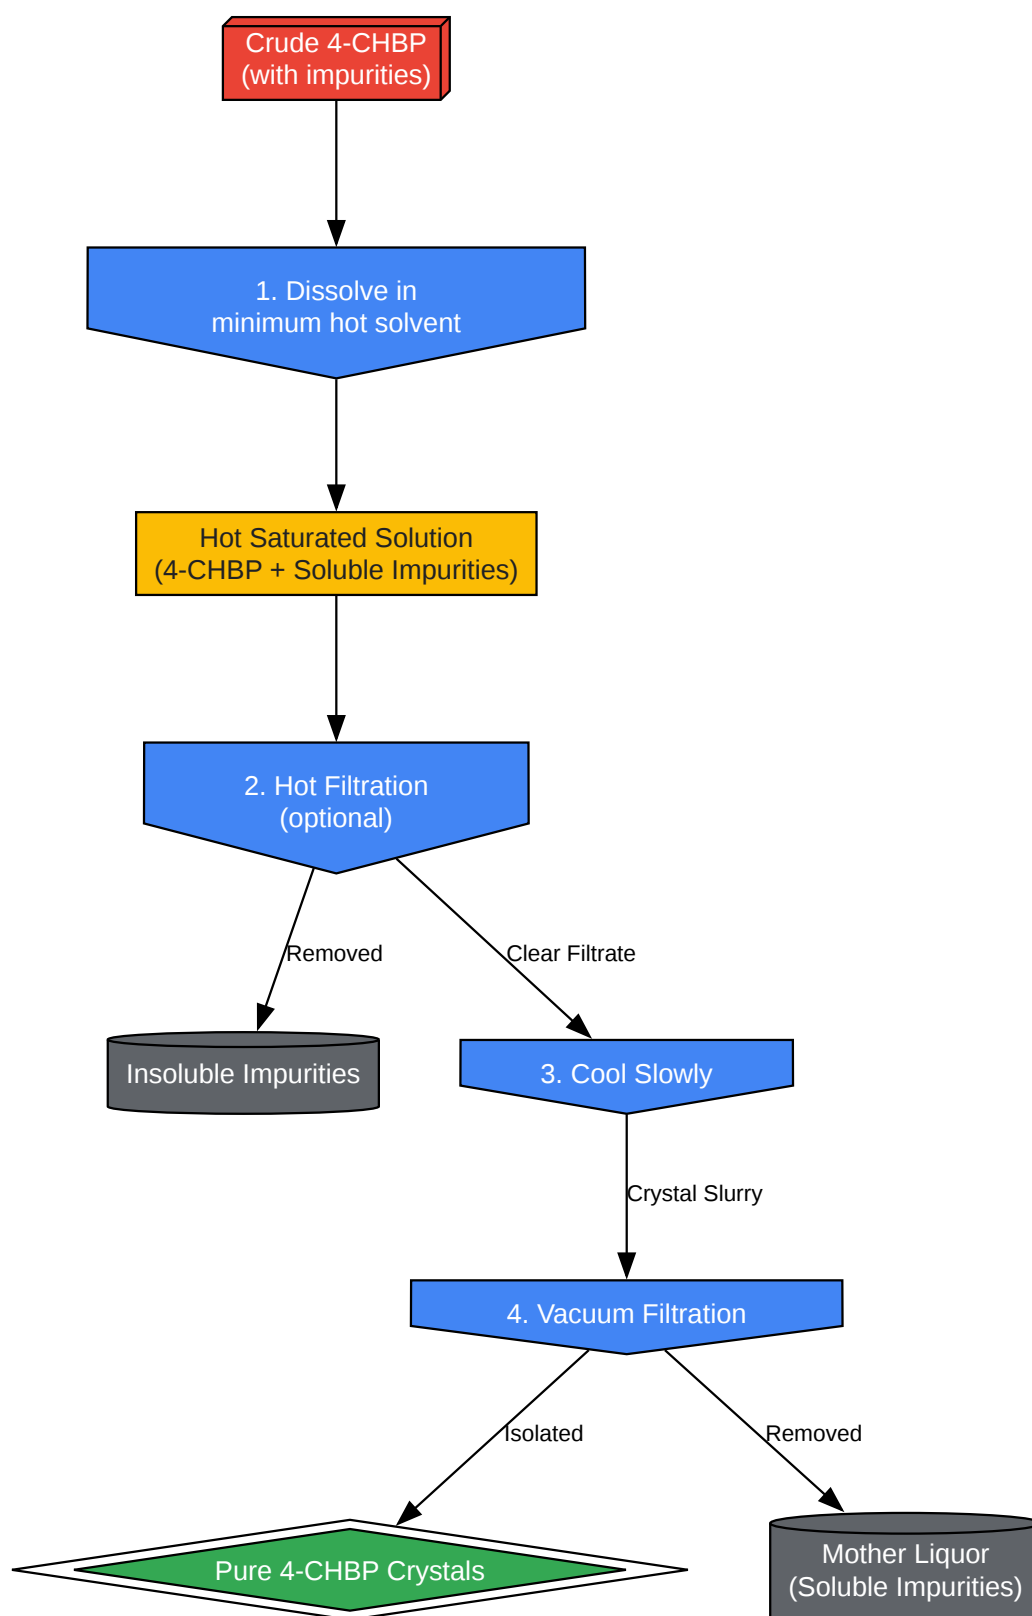 Crude 4-CHBP
(with impurities)
1. Dissolve in
minimum hot solvent
Hot Saturated Solution
(4-CHBP + Soluble Impurities)
2. Hot Filtration
(optional)
Removed
Clear Filtrate
Insoluble Impurities
3. Cool Slowly
Crystal Slurry
4. Vacuum Filtration
Isolated
Removed
Pure 4-CHBP Crystals
Mother Liquor
(Soluble Impurities)